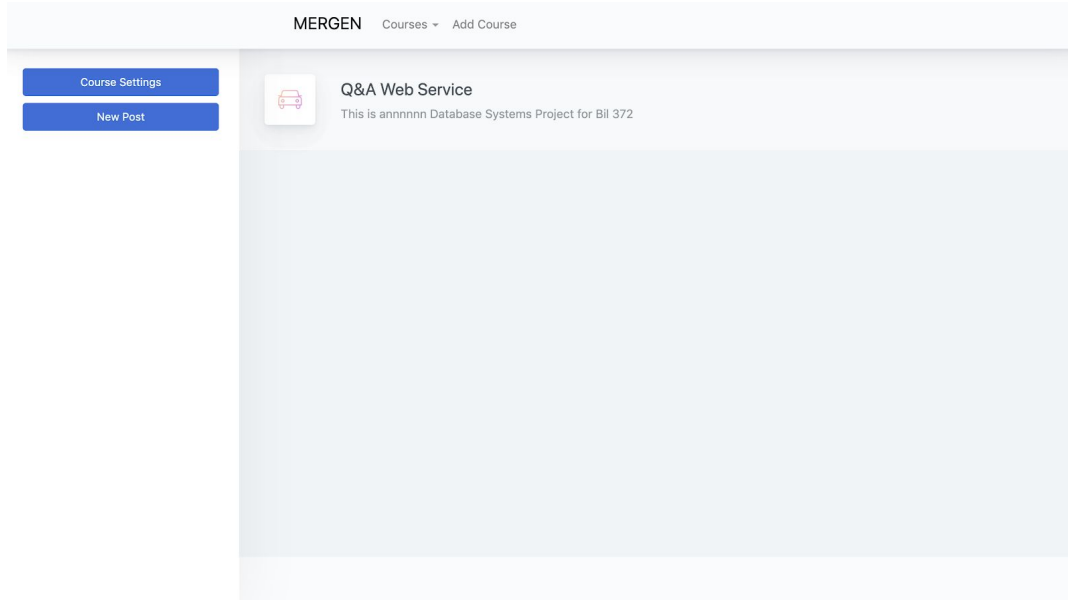 MERGEN Courses Add Course
Course Settings
New Post
Q&A Web Service
This is annnnnn Database Systems Project for Bil 372